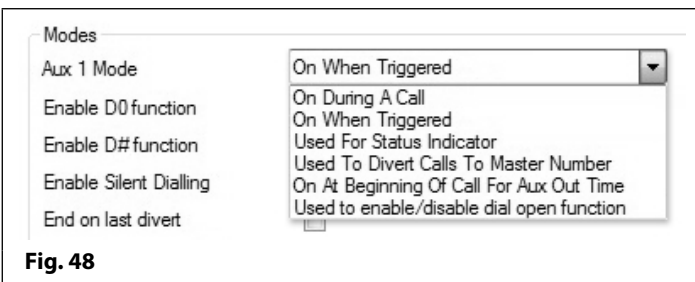 Modes
Aux 1 Mode
On When Triggered
On During A Call
Enable D0 function
On When Triggered
Enable D# function
Used For Status Indicator
Used To Divert Calls To Master Number
Enable Silent Dialling
On At Beginning Of Call For Aux Out Time
End on last divert
Used to enable/disable dial open function
Fig. 48